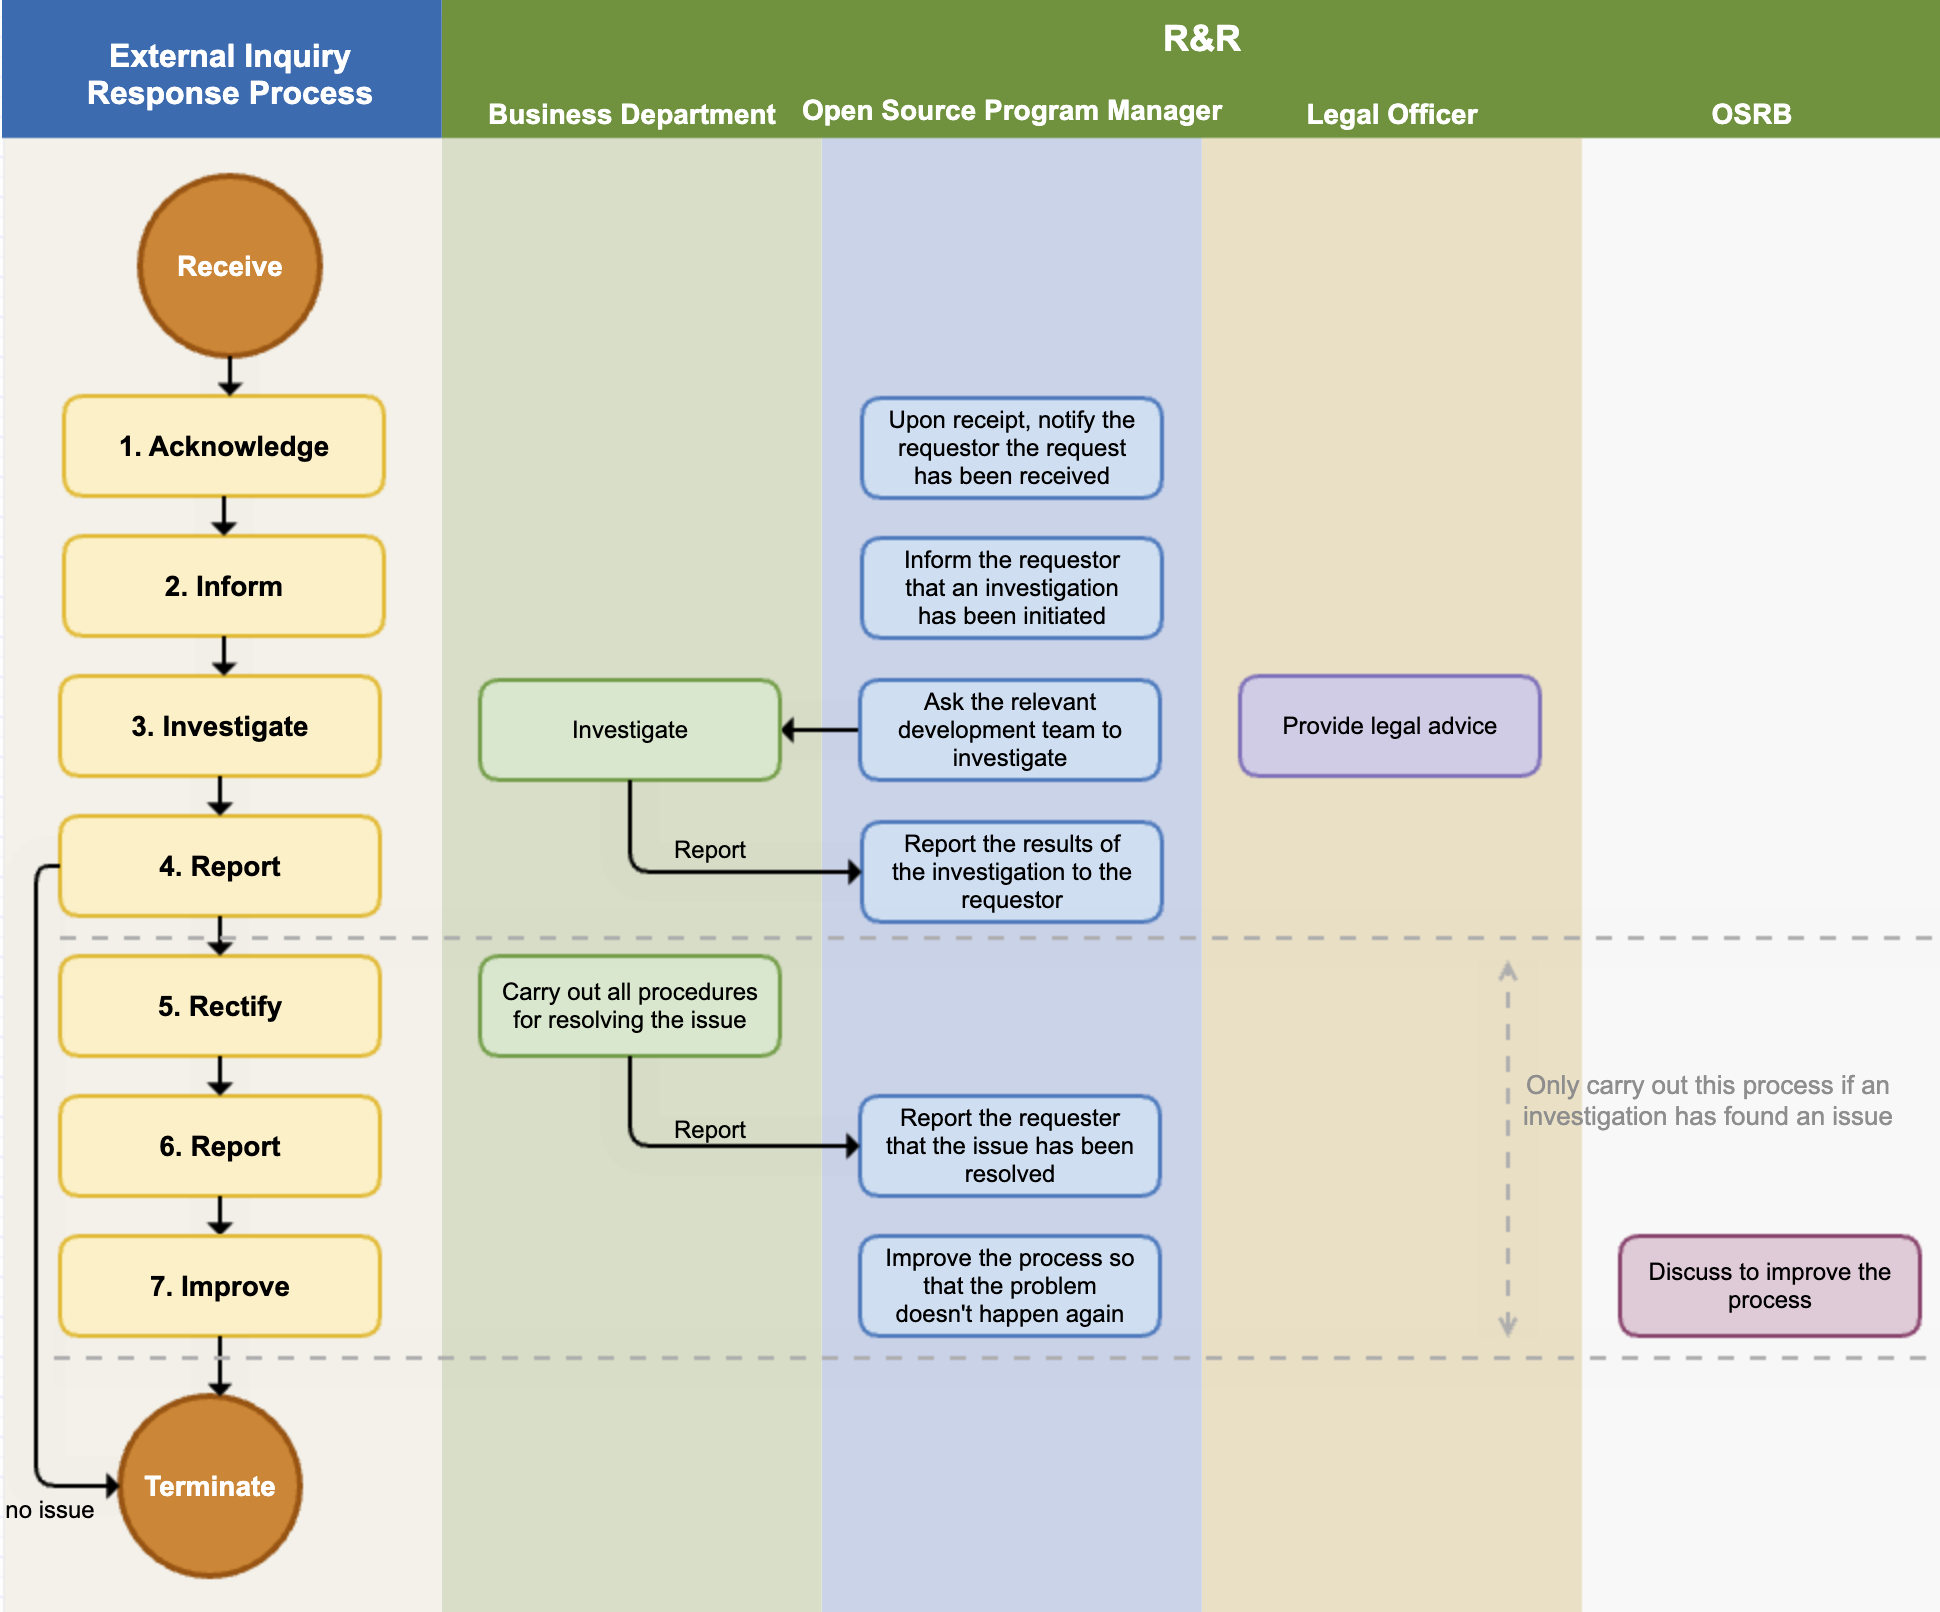 External Inquiry
Response Process
R&R
Business Department
Open Source Program Manager
Legal Officer
OSRB
Receive
1. Acknowledge
Upon receipt, notify the
requestor the request
has been received
2. Inform
Inform the requestor
that an investigation
has been initiated
3. Investigate
Investigate
Ask the relevant
development team to
investigate
Provide legal advice
4. Report
Report
Report the results of
the investigation to the
requestor
5. Rectify
Carry out all procedures
for resolving the issue
Only carry out this process if an
investigation has found an issue
6. Report
Report
Report the requester
that the issue has been
resolved
7. Improve
Improve the process so
that the problem
doesn't happen again
Discuss to improve the
process
Terminate
no issue